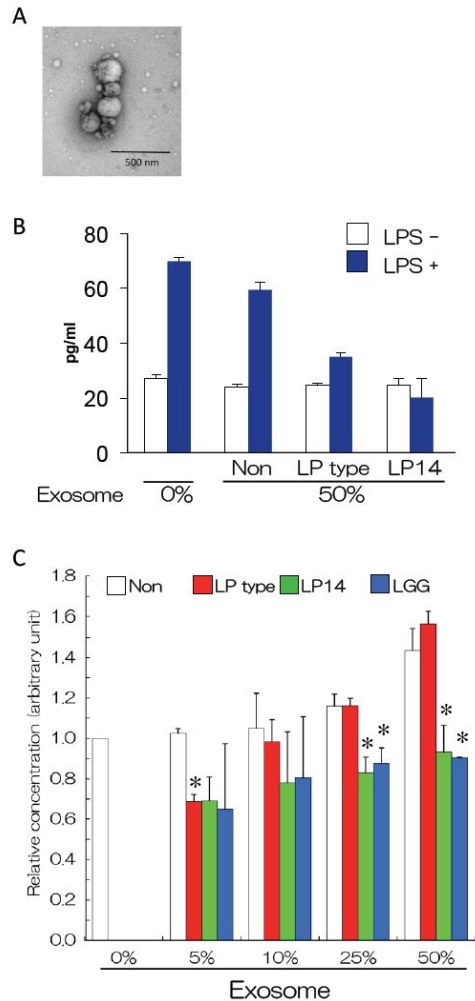 A
500 nm
B
80
60
40
20
0
pg/ml
LPS -
LPS +
Non LP type LP14
Exosome 0% 50%
C
Non LP type LP14 LGG
1.8
1.6
1.4
1.2
1.0
0.8
0.6
0.4
0.2
0.0
Relative concentration (arbitrary unit)
* * * * *
0% 5% 10% 25% 50%
Exosome